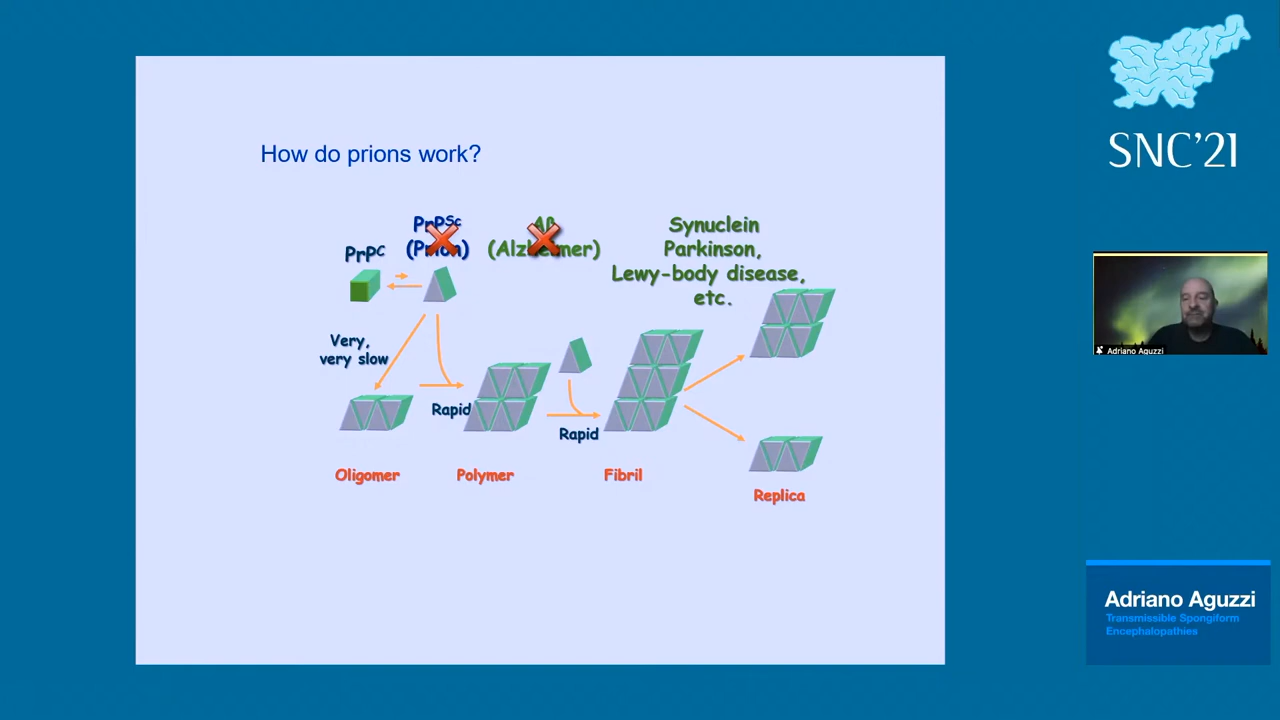 How do prions work?
PrPC
PrPSc
(Prion)
Aβ
(Alzheimer)
Synuclein
Parkinson,
Lewy-body disease,
etc.
Very,
very slow
Rapid
Rapid
Oligomer
Polymer
Fibril
Replica
SNC'21
Adriano Aguzzi
Adriano Aguzzi
Transmissible Spongiform
Encephalopathies